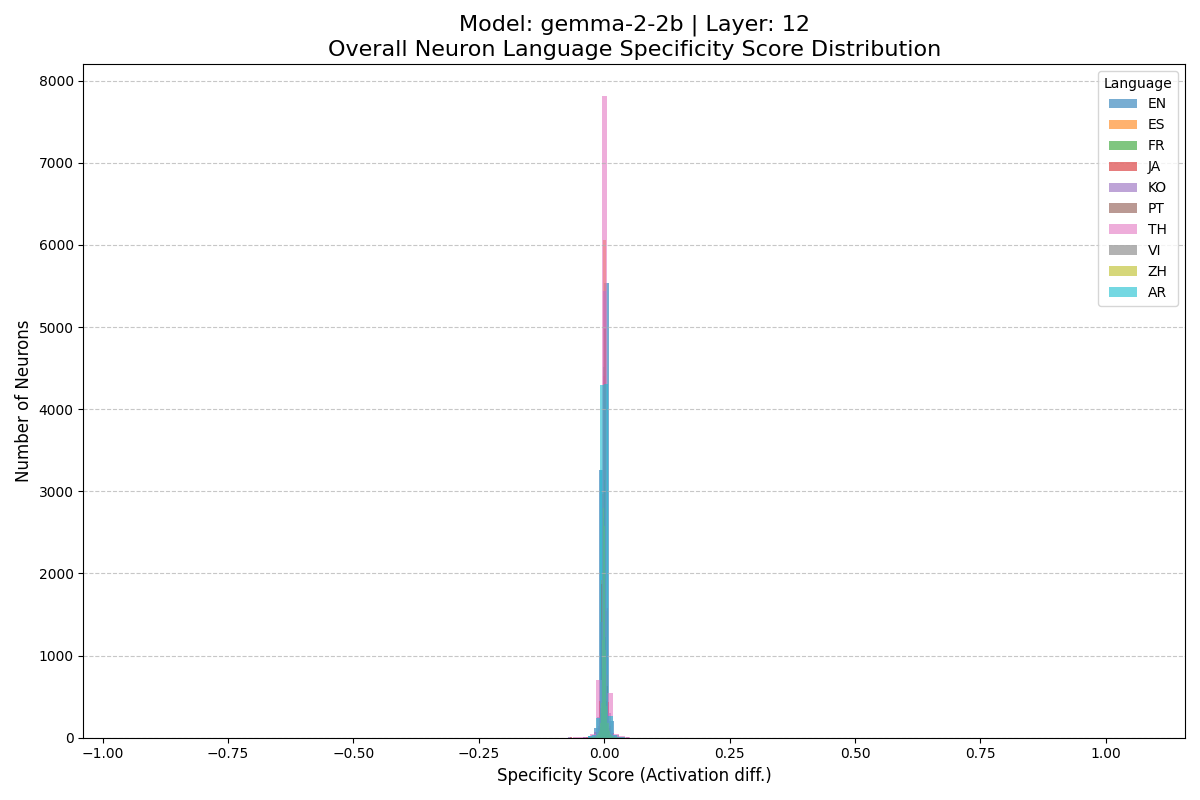 Model: gemma-2-2b | Layer: 12
Overall Neuron Language Specificity Score Distribution
Number of Neurons
8000
7000
6000
5000
4000
3000
2000
1000
0
−1.00
−0.75
−0.50
−0.25
0.00
0.25
0.50
0.75
1.00
Specificity Score (Activation diff.)
Language
EN
ES
FR
JA
KO
PT
TH
VI
ZH
AR